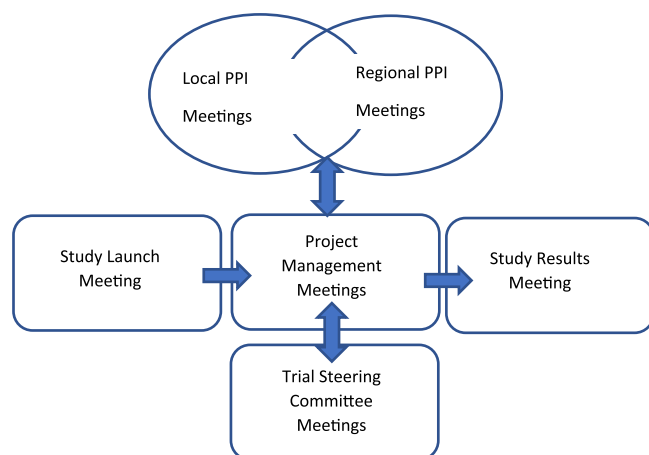 Local PPI
Meetings
Regional PPI
Meetings
Study Launch
Meeting
Project
Management
Meetings
Study Results
Meeting
Trial Steering
Committee
Meetings